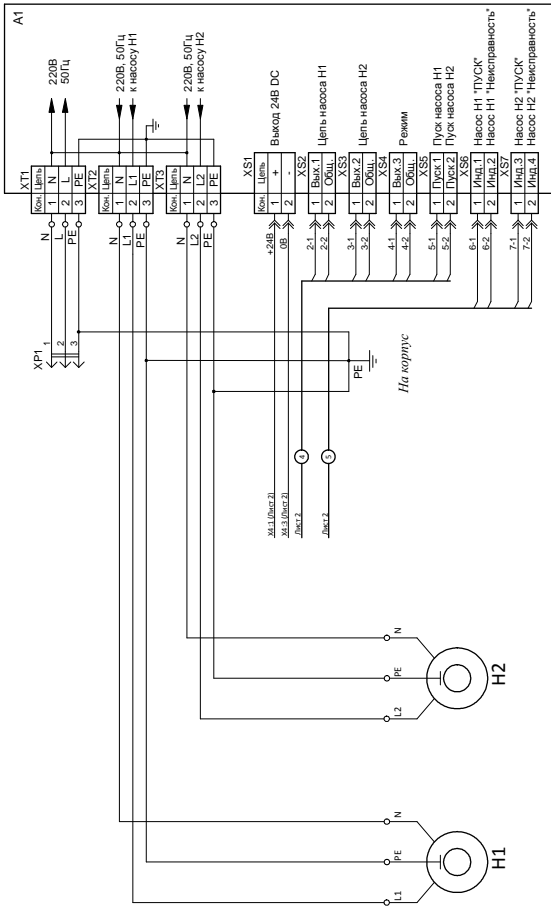 A1
220В
50Гц
220В, 50Гц
к насосу Н1
220В, 50Гц
к насосу Н2
XT1
Кон. Цепь
1 N
2 L
3 PE
XT2
Кон. Цепь
1 N
2 L1
3 PE
XT3
Кон. Цепь
1 N
2 L2
3 PE
N
L
PE
N
L1
PE
N
L2
PE
XP1
1
2
3
XS1
Кон. Цепь
1 +
2 -
Выход 24В DC
+24В
0В
XS2
1 Вых.1
2 Общ.
Цепь насоса Н1
2-1
2-2
XS3
1 Вых.2
2 Общ.
Цепь насоса Н2
3-1
3-2
XS4
1 Вых.3
2 Общ.
Режим
4-1
4-2
XS5
1 Пуск 1
2 Пуск 2
Пуск насоса Н1
Пуск насоса Н2
5-1
5-2
XS6
1 Инд.1
2 Инд.2
Насос Н1 "ПУСК"
Насос Н1 "Неисправность"
6-1
6-2
XS7
1 Инд.3
2 Инд.4
Насос Н2 "ПУСК"
Насос Н2 "Неисправность"
7-1
7-2
PE
На корпус
X4:1 (Лист 2)
X4:3 (Лист 2)
Лист 2
4
Лист 2
5
N
PE
L2
Н2
N
PE
L1
Н1